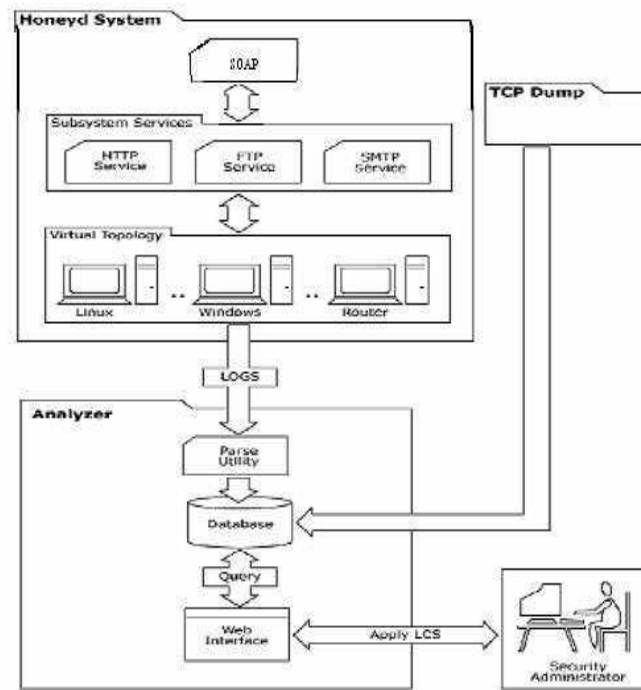 Honeyd System
SOAP
TCP Dump
Subsystem Services
HTTP
Service
FTP
Service
SMTP
Service
Virtual Topology
Linux
..
Windows
..
Router
LOGS
Analyzer
Parse
Utility
Database
Query
Web
Interface
Apply LCS
Security
Administrator